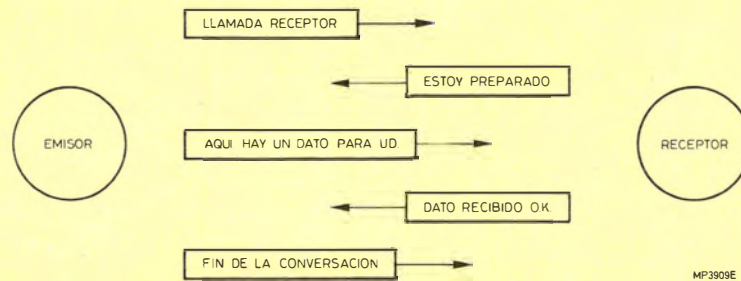 LLAMADA RECEPTOR
ESTOY PREPARADO
EMISOR
AQUI HAY UN DATO PARA UD.
RECEPTOR
DATO RECIBIDO O.K.
FIN DE LA CONVERSACION
MP3909E